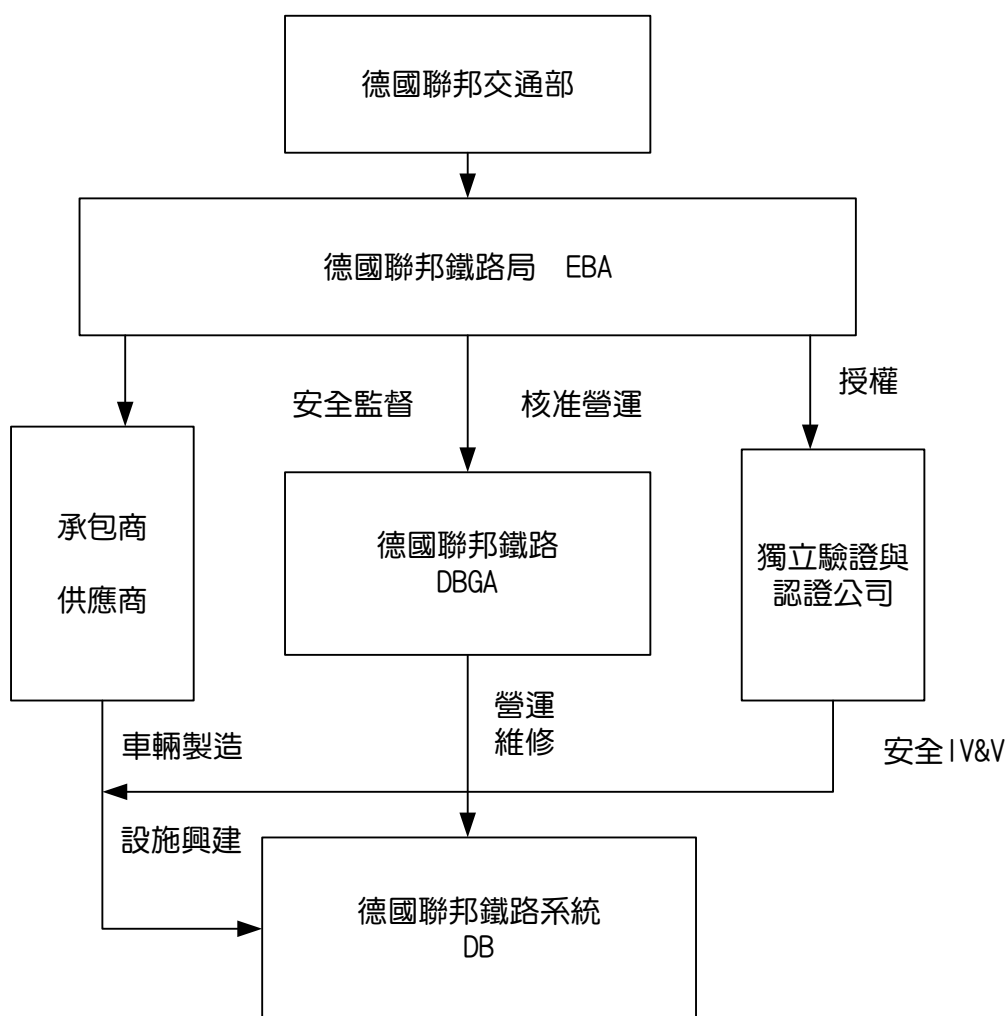 德國聯邦交通部
德國聯邦鐵路局 EBA
安全監督
核准營運
授權
承包商
供應商
德國聯邦鐵路
DBGA
獨立驗證與
認證公司
車輛製造
營運
維修
安全IV&V
設施興建
德國聯邦鐵路系統
DB